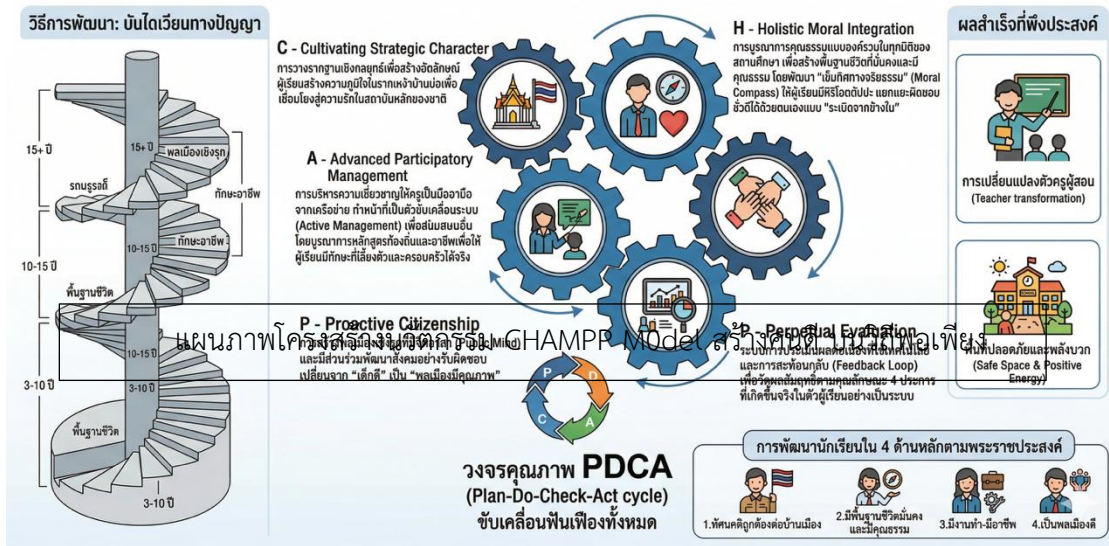 วิธีการพัฒนา: บันไดเวียนทางปัญญา
15+ ปี
15+ ปี
พลเมืองเชิงรุก
รถบรูรอถ็
ทักษะอาชีพ
10-15 ปี
10-15 ปี
ทักษะอาชีพ
พื้นฐานชีวิต
3-10 ปี
3-10 ปี
พื้นฐานชีวิต
3-10 ปี
C - Cultivating Strategic Character
การวางรากฐานเชิงกลยุทธ์เพื่อสร้างอัตลักษณ์
ผู้เรียนสร้างความภูมิใจในรากเหง้าบ้านบ่อเพื่อ
เชื่อมโยงสู่ความรักในสถาบันหลักของชาติ
H - Holistic Moral Integration
การบูรณาการคุณธรรมแบบองค์รวมในทุกมิติของ
สถานศึกษา เพื่อสร้างพื้นฐานชีวิตที่มั่นคงและมี
คุณธรรม โดยพัฒนา "เข็มทิศทางจริยธรรม" (Moral
Compass) ให้ผู้เรียนมีหิริโอตัปปะ แยกแยะผิดชอบ
ชั่วดีได้ด้วยตนเองแบบ "ระเบิดจากข้างใน"
A - Advanced Participatory
Management
การบริหารความเชี่ยวชาญให้ครูเป็นมืออาชีอ
จากเครือข่าย ทำหน้าที่เป็นตัวขับเคลื่อนระบบ
(Active Management) เพื่อสนับสนุน
โดยบูรณาการหลักสูตรท้องถิ่นและอาชีพเพื่อให้
ผู้เรียนมีทักษะที่เลี้ยงตัวและครอบครัวได้จริง
P - Proactive Citizenship
(Public Mind)
และมีส่วนร่วมพัฒนาสังคมอย่างรับผิดชอบ
เปลี่ยนจาก "เด็กดี" เป็น "พลเมืองมีคุณภาพ"
แผนภาพโครงสร้างนวัตกรรม CHAMPP M0del สร้างคนดี บนวิถีพอเพียง
P - Perpetual Evaluation
ระบบการประเมินผลต่อเนื่องที่ใช้เทคโนโลยี
และการสะท้อนกลับ (Feedback Loop)
เพื่อวัดผลสัมฤทธิ์ตามคุณลักษณะ 4 ประการ
ที่เกิดขึ้นจริงในตัวผู้เรียนอย่างเป็นระบบ
P
D
C
A
วงจรคุณภาพ PDCA
(Plan-Do-Check-Act cycle)
ขับเคลื่อนฟันเฟืองทั้งหมด
ผลสำเร็จที่พึงประสงค์
การเปลี่ยนแปลงตัวครูผู้สอน
(Teacher transformation)
พื้นที่ปลอดภัยและพลังบวก
(Safe Space & Positive
Energy)
การพัฒนานักเรียนใน 4 ด้านหลักตามพระราชประสงค์
1.ทัศนคติถูกต้องต่อบ้านเมือง
2.มีพื้นฐานชีวิตมั่นคง
และมีคุณธรรม
3.มีงานทำ-มีอาชีพ
4.เป็นพลเมืองดี